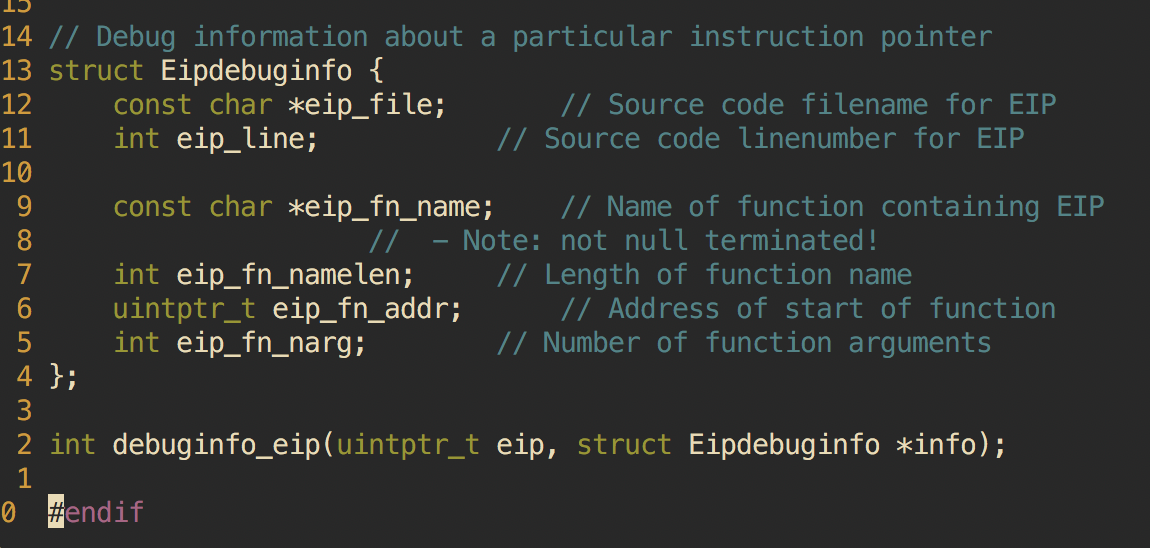 15
14 // Debug information about a particular instruction pointer
13 struct Eipdebuginfo {
12     const char *eip_file;       // Source code filename for EIP
11     int eip_line;           // Source code linenumber for EIP
10
9     const char *eip_fn_name;    // Name of function containing EIP
8                     //  - Note: not null terminated!
7     int eip_fn_namelen;     // Length of function name
6     uintptr_t eip_fn_addr;      // Address of start of function
5     int eip_fn_narg;        // Number of function arguments
4 };
3
2 int debuginfo_eip(uintptr_t eip, struct Eipdebuginfo *info);
1
0 #endif